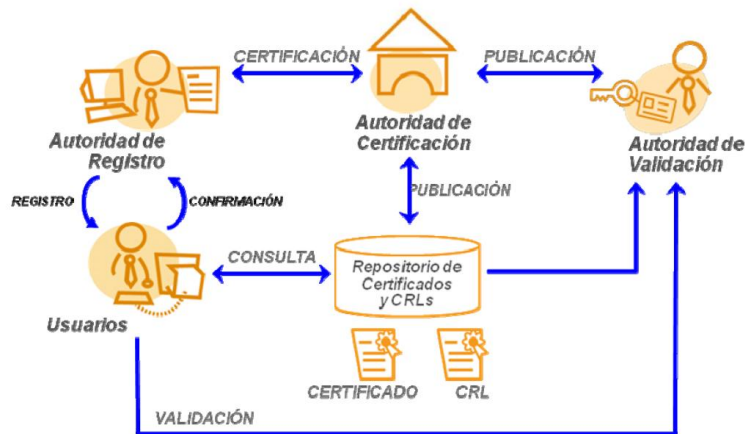 CERTIFICACIÓN
PUBLICACIÓN
Autoridad de
Registro
Autoridad de
Certificación
Autoridad de
Validación
REGISTRO
CONFIRMACIÓN
PUBLICACIÓN
CONSULTA
Repositorio de
Certificados
y CRLs
Usuarios
CERTIFICADO
CRL
VALIDACIÓN